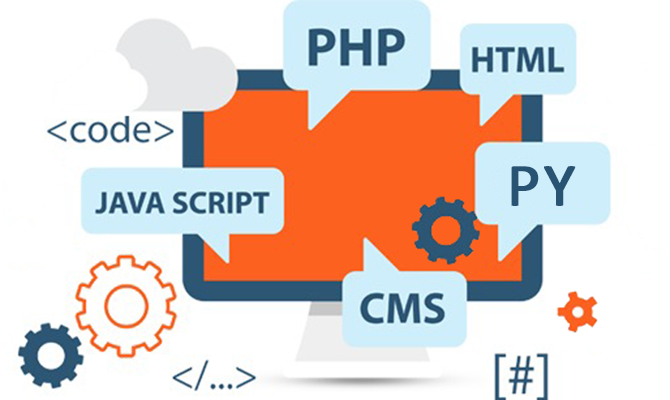 PHP
HTML
<code>
PY
JAVA SCRIPT
CMS
</...>
[#]